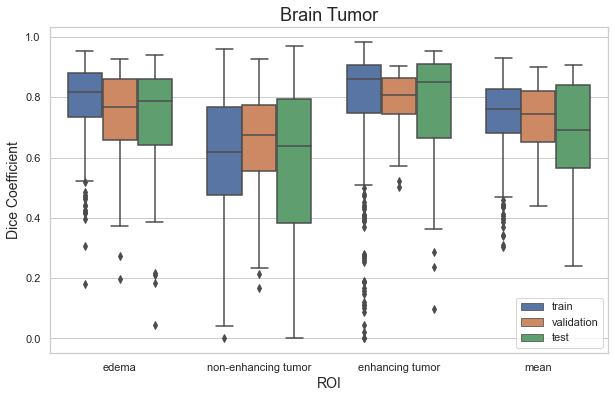 Brain Tumor
Dice Coefficient
1.0
0.8
0.6
0.4
0.2
0.0
edema
non-enhancing tumor
enhancing tumor
mean
ROI
train
validation
test